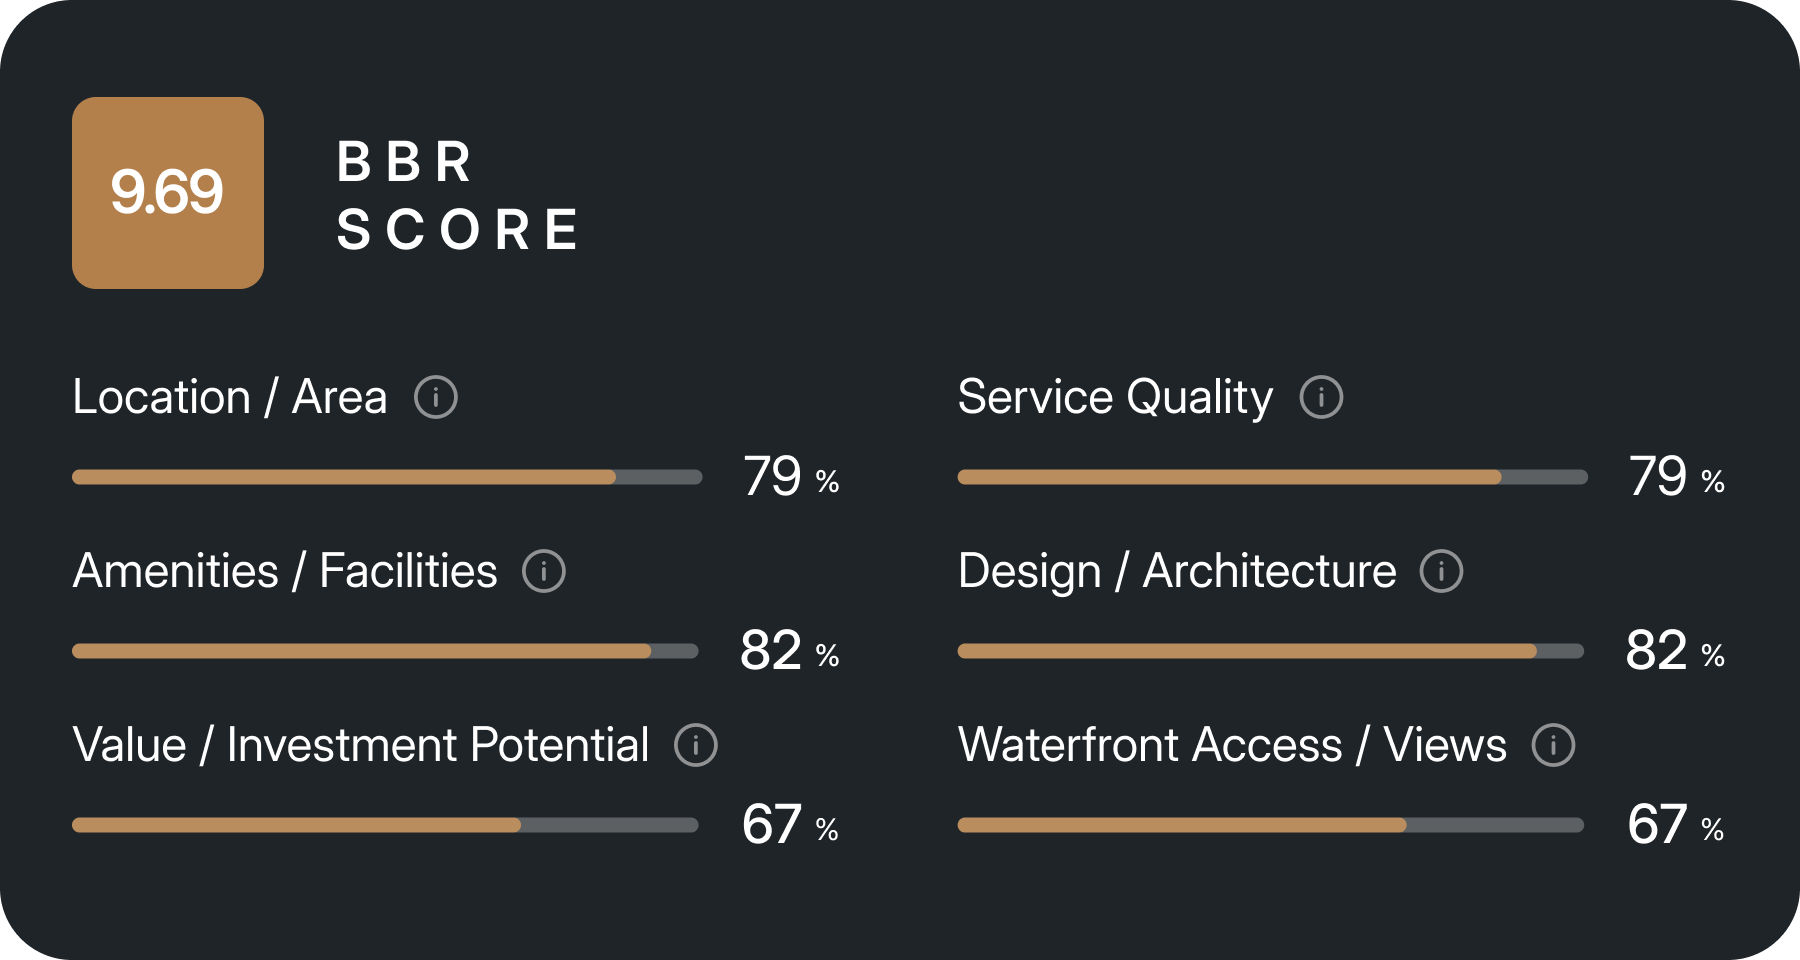 9.69
BBR
SCORE
Location / Area
79 %
Service Quality
79 %
Amenities / Facilities
82 %
Design / Architecture
82 %
Value / Investment Potential
67 %
Waterfront Access / Views
67 %